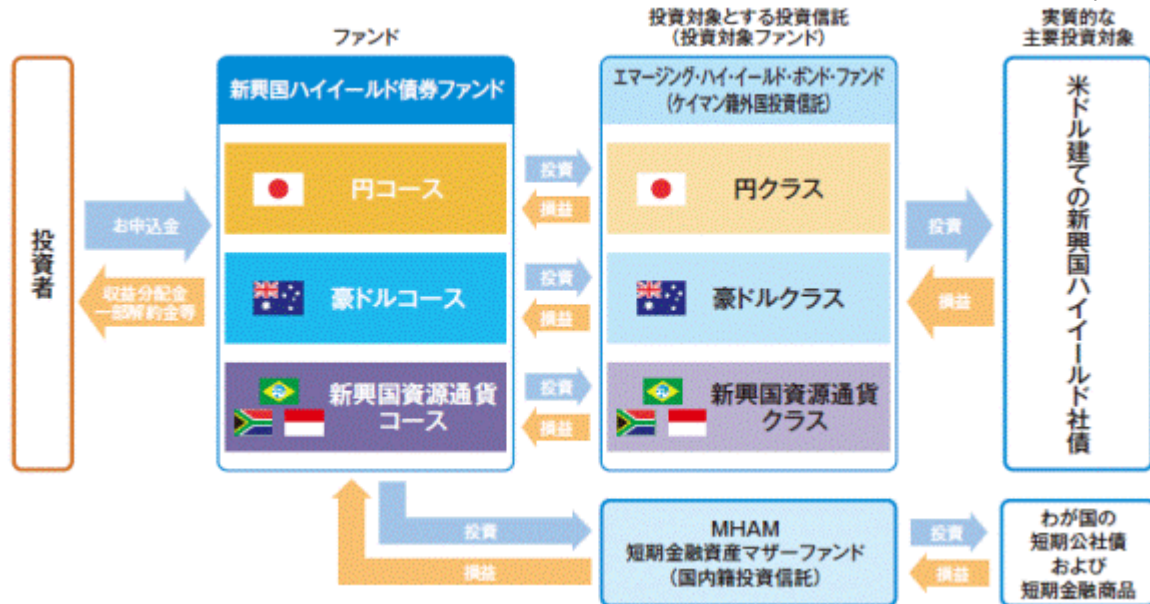 ファンド
投資対象とする投資信託
(投資対象ファンド)
実質的な
主要投資対象
投資者
お申込金
収益分配金
一部解約金等
新興国ハイイールド債券ファンド
円コース
豪ドルコース
新興国資源通貨
コース
投資
損益
投資
損益
投資
損益
エマージング・ハイ・イールド・ボンド・ファンド
(ケイマン籍外国投資信託)
円クラス
豪ドルクラス
新興国資源通貨
クラス
投資
損益
米ドル建ての新興国ハイイールド社債
投資
損益
MHAM
短期金融資産マザーファンド
(国内籍投資信託)
投資
損益
わが国の
短期公社債
および
短期金融商品